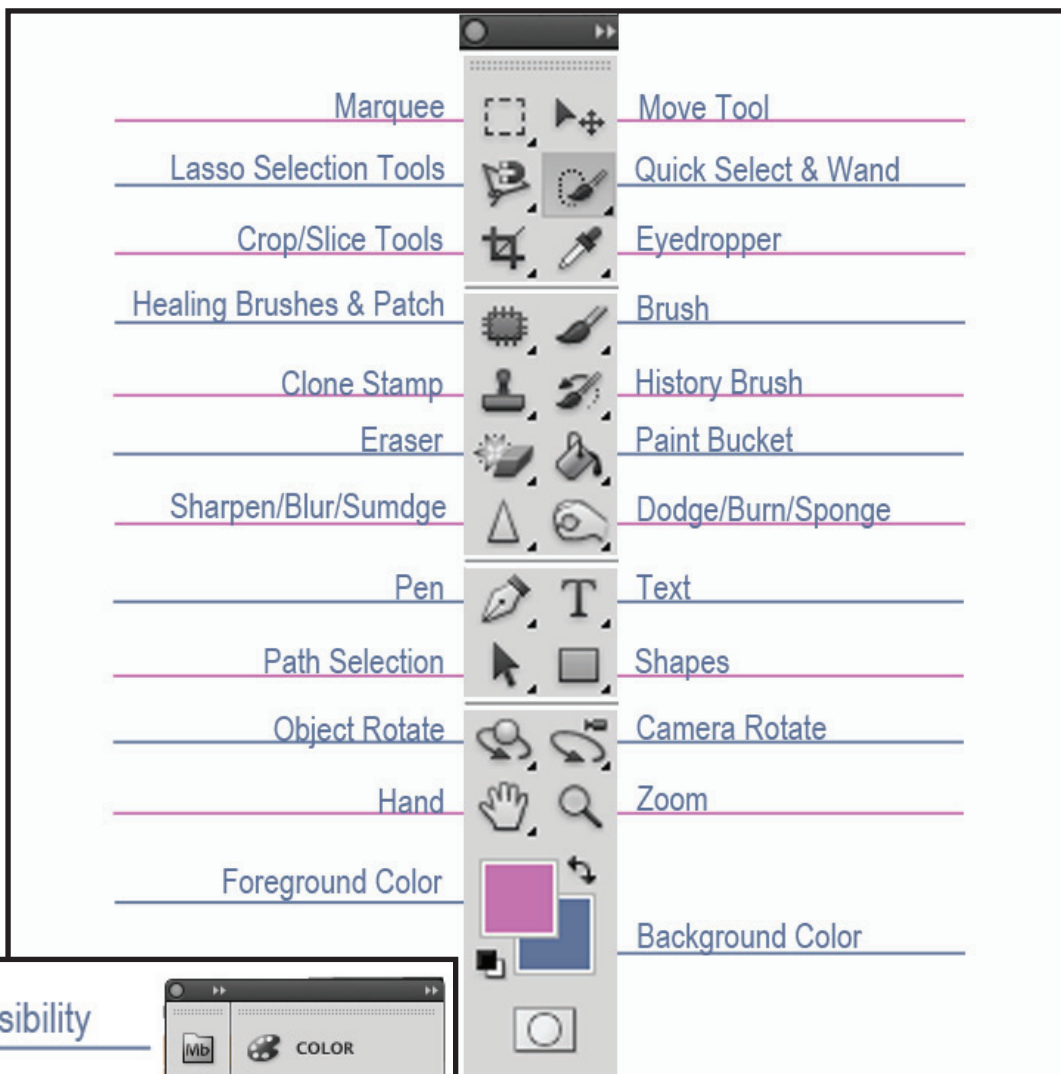 Marquee Move Tool
Lasso Selection Tools Quick Select & Wand
Crop/Slice Tools Eyedropper
Healing Brushes & Patch Brush
Clone Stamp History Brush
Eraser Paint Bucket
Sharpen/Blur/Sumdge Dodge/Burn/Sponge
Pen T Text
Path Selection Shapes
Object Rotate Camera Rotate
Hand Zoom
Foreground Color
Background Color
sibility
Mb COLOR